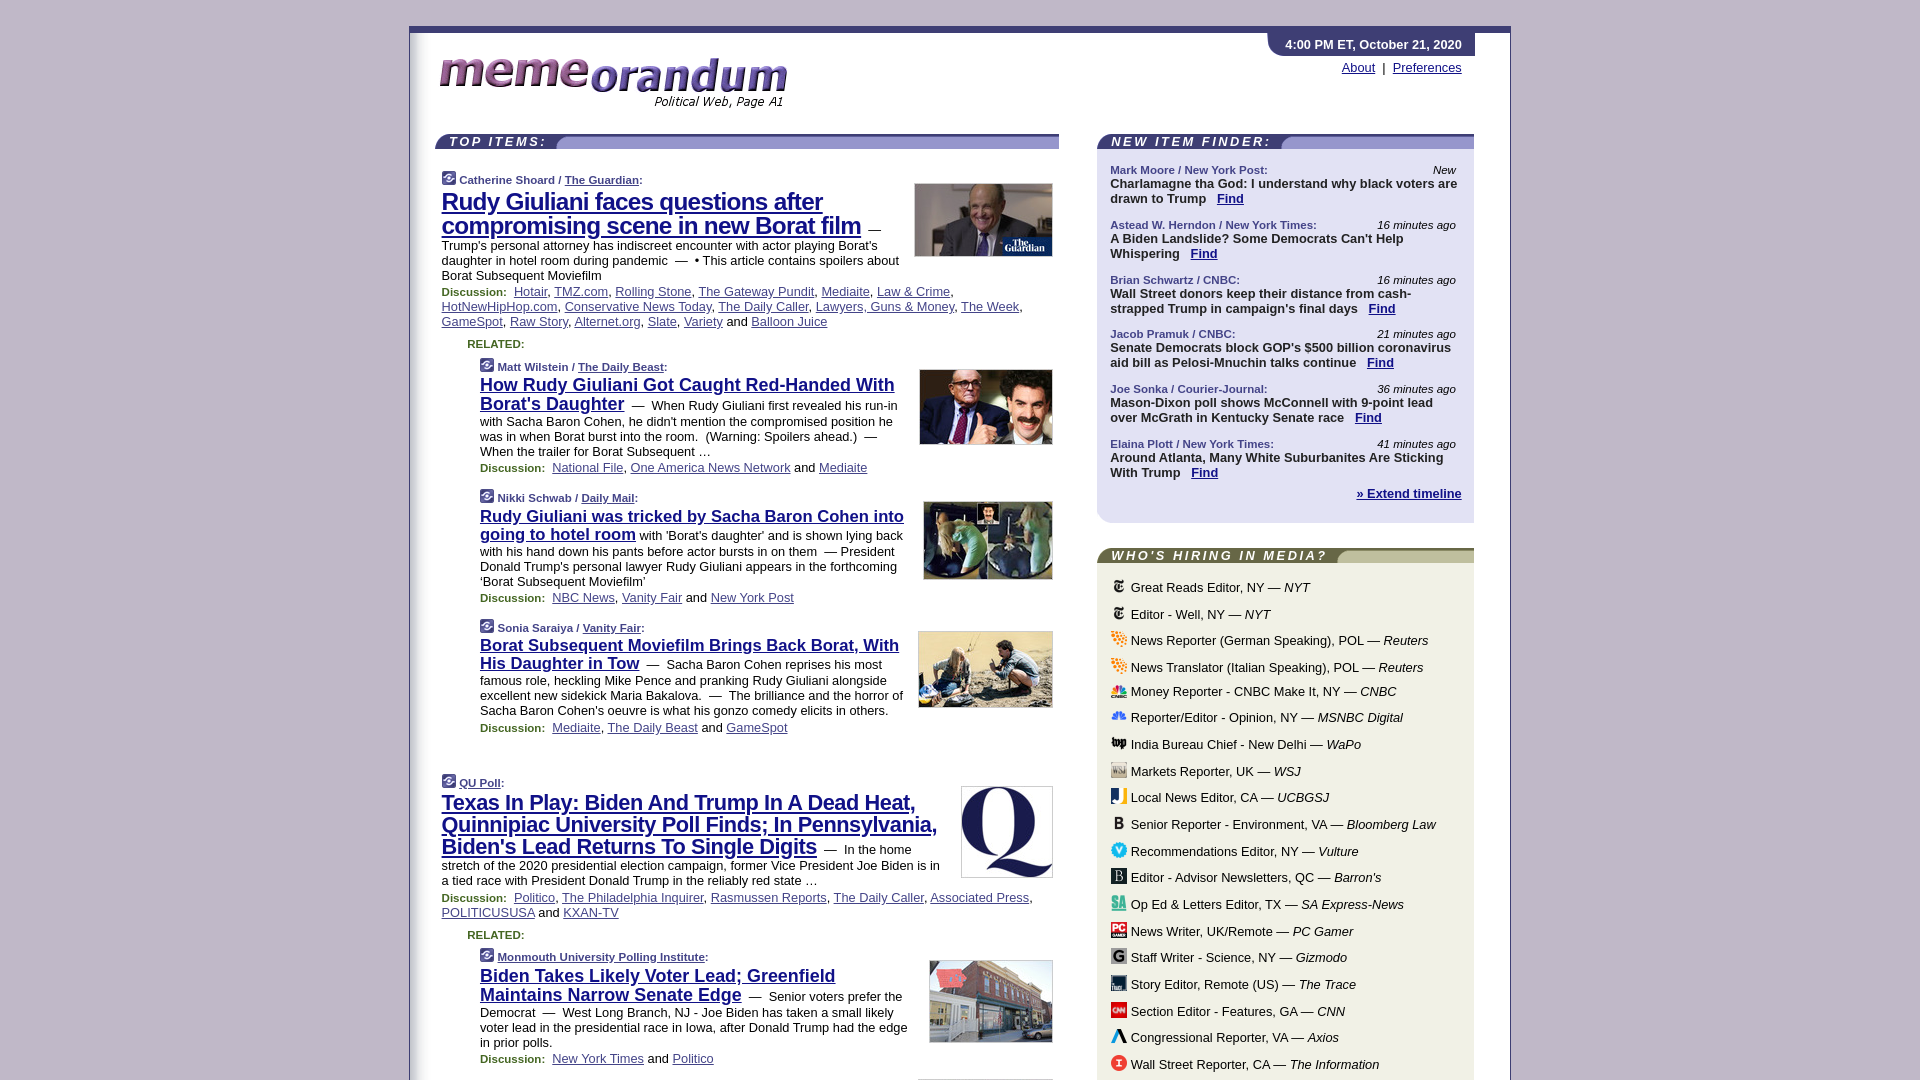 4:00 PM ET, October 21, 2020
About | Preferences
memeorandum
Political Web, Page A1
TOP ITEMS:
Catherine Shoard / The Guardian:
Rudy Giuliani faces questions after
compromising scene in new Borat film —
Trump's personal attorney has indiscreet encounter with actor playing Borat's
daughter in hotel room during pandemic — • This article contains spoilers about
Borat Subsequent Moviefilm
The Guardian
Discussion: Hotair, TMZ.com, Rolling Stone, The Gateway Pundit, Mediaite, Law & Crime,
HotNewHipHop.com, Conservative News Today, The Daily Caller, Lawyers, Guns & Money, The Week,
GameSpot, Raw Story, Alternet.org, Slate, Variety and Balloon Juice
RELATED:
Matt Wilstein / The Daily Beast:
How Rudy Giuliani Got Caught Red-Handed With
Borat's Daughter — When Rudy Giuliani first revealed his run-in
with Sacha Baron Cohen, he didn't mention the compromised position he
was in when Borat burst into the room. (Warning: Spoilers ahead.) —
When the trailer for Borat Subsequent …
Discussion: National File, One America News Network and Mediaite
Nikki Schwab / Daily Mail:
Rudy Giuliani was tricked by Sacha Baron Cohen into
going to hotel room with 'Borat's daughter' and is shown lying back
with his hand down his pants before actor bursts in on them — President
Donald Trump's personal lawyer Rudy Giuliani appears in the forthcoming
‘Borat Subsequent Moviefilm’
Discussion: NBC News, Vanity Fair and New York Post
Sonia Saraiya / Vanity Fair:
Borat Subsequent Moviefilm Brings Back Borat, With
His Daughter in Tow — Sacha Baron Cohen reprises his most
famous role, heckling Mike Pence and pranking Rudy Giuliani alongside
excellent new sidekick Maria Bakalova. — The brilliance and the horror of
Sacha Baron Cohen's oeuvre is what his gonzo comedy elicits in others.
Discussion: Mediaite, The Daily Beast and GameSpot
QU Poll:
Texas In Play: Biden And Trump In A Dead Heat,
Quinnipiac University Poll Finds; In Pennsylvania,
Biden's Lead Returns To Single Digits — In the home
stretch of the 2020 presidential election campaign, former Vice President Joe Biden is in
a tied race with President Donald Trump in the reliably red state …
Q
Discussion: Politico, The Philadelphia Inquirer, Rasmussen Reports, The Daily Caller, Associated Press,
POLITICUSUSA and KXAN-TV
RELATED:
Monmouth University Polling Institute:
Biden Takes Likely Voter Lead; Greenfield
Maintains Narrow Senate Edge — Senior voters prefer the
Democrat — West Long Branch, NJ - Joe Biden has taken a small likely
voter lead in the presidential race in Iowa, after Donald Trump had the edge
in prior polls.
Discussion: New York Times and Politico
NEW ITEM FINDER:
Mark Moore / New York Post: New
Charlamagne tha God: I understand why black voters are
drawn to Trump Find
Astead W. Herndon / New York Times: 16 minutes ago
A Biden Landslide? Some Democrats Can't Help
Whispering Find
Brian Schwartz / CNBC: 16 minutes ago
Wall Street donors keep their distance from cash-
strapped Trump in campaign's final days Find
Jacob Pramuk / CNBC: 21 minutes ago
Senate Democrats block GOP's $500 billion coronavirus
aid bill as Pelosi-Mnuchin talks continue Find
Joe Sonka / Courier-Journal: 36 minutes ago
Mason-Dixon poll shows McConnell with 9-point lead
over McGrath in Kentucky Senate race Find
Elaina Plott / New York Times: 41 minutes ago
Around Atlanta, Many White Suburbanites Are Sticking
With Trump Find
» Extend timeline
WHO'S HIRING IN MEDIA?
Great Reads Editor, NY — NYT
Editor - Well, NY — NYT
News Reporter (German Speaking), POL — Reuters
News Translator (Italian Speaking), POL — Reuters
Money Reporter - CNBC Make It, NY — CNBC
Reporter/Editor - Opinion, NY — MSNBC Digital
India Bureau Chief - New Delhi — WaPo
Markets Reporter, UK — WSJ
Local News Editor, CA — UCBGSJ
Senior Reporter - Environment, VA — Bloomberg Law
Recommendations Editor, NY — Vulture
Editor - Advisor Newsletters, QC — Barron's
Op Ed & Letters Editor, TX — SA Express-News
News Writer, UK/Remote — PC Gamer
Staff Writer - Science, NY — Gizmodo
Story Editor, Remote (US) — The Trace
Section Editor - Features, GA — CNN
Congressional Reporter, VA — Axios
Wall Street Reporter, CA — The Information